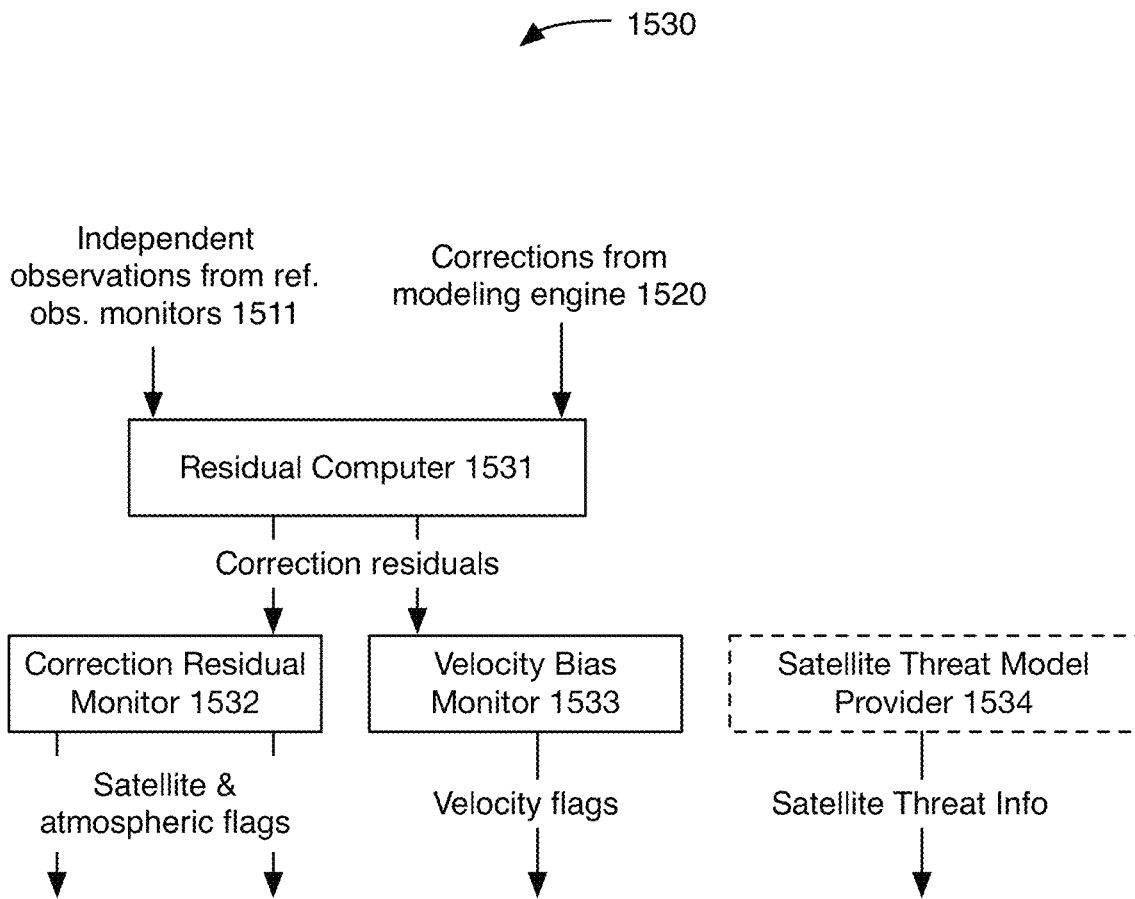 1530
Independent
observations from ref.
obs. monitors 1511
Corrections from
modeling engine 1520
Residual Computer 1531
Correction residuals
Correction Residual
Monitor 1532
Velocity Bias
Monitor 1533
Satellite Threat Model
Provider 1534
Satellite &
atmospheric flags
Velocity flags
Satellite Threat Info